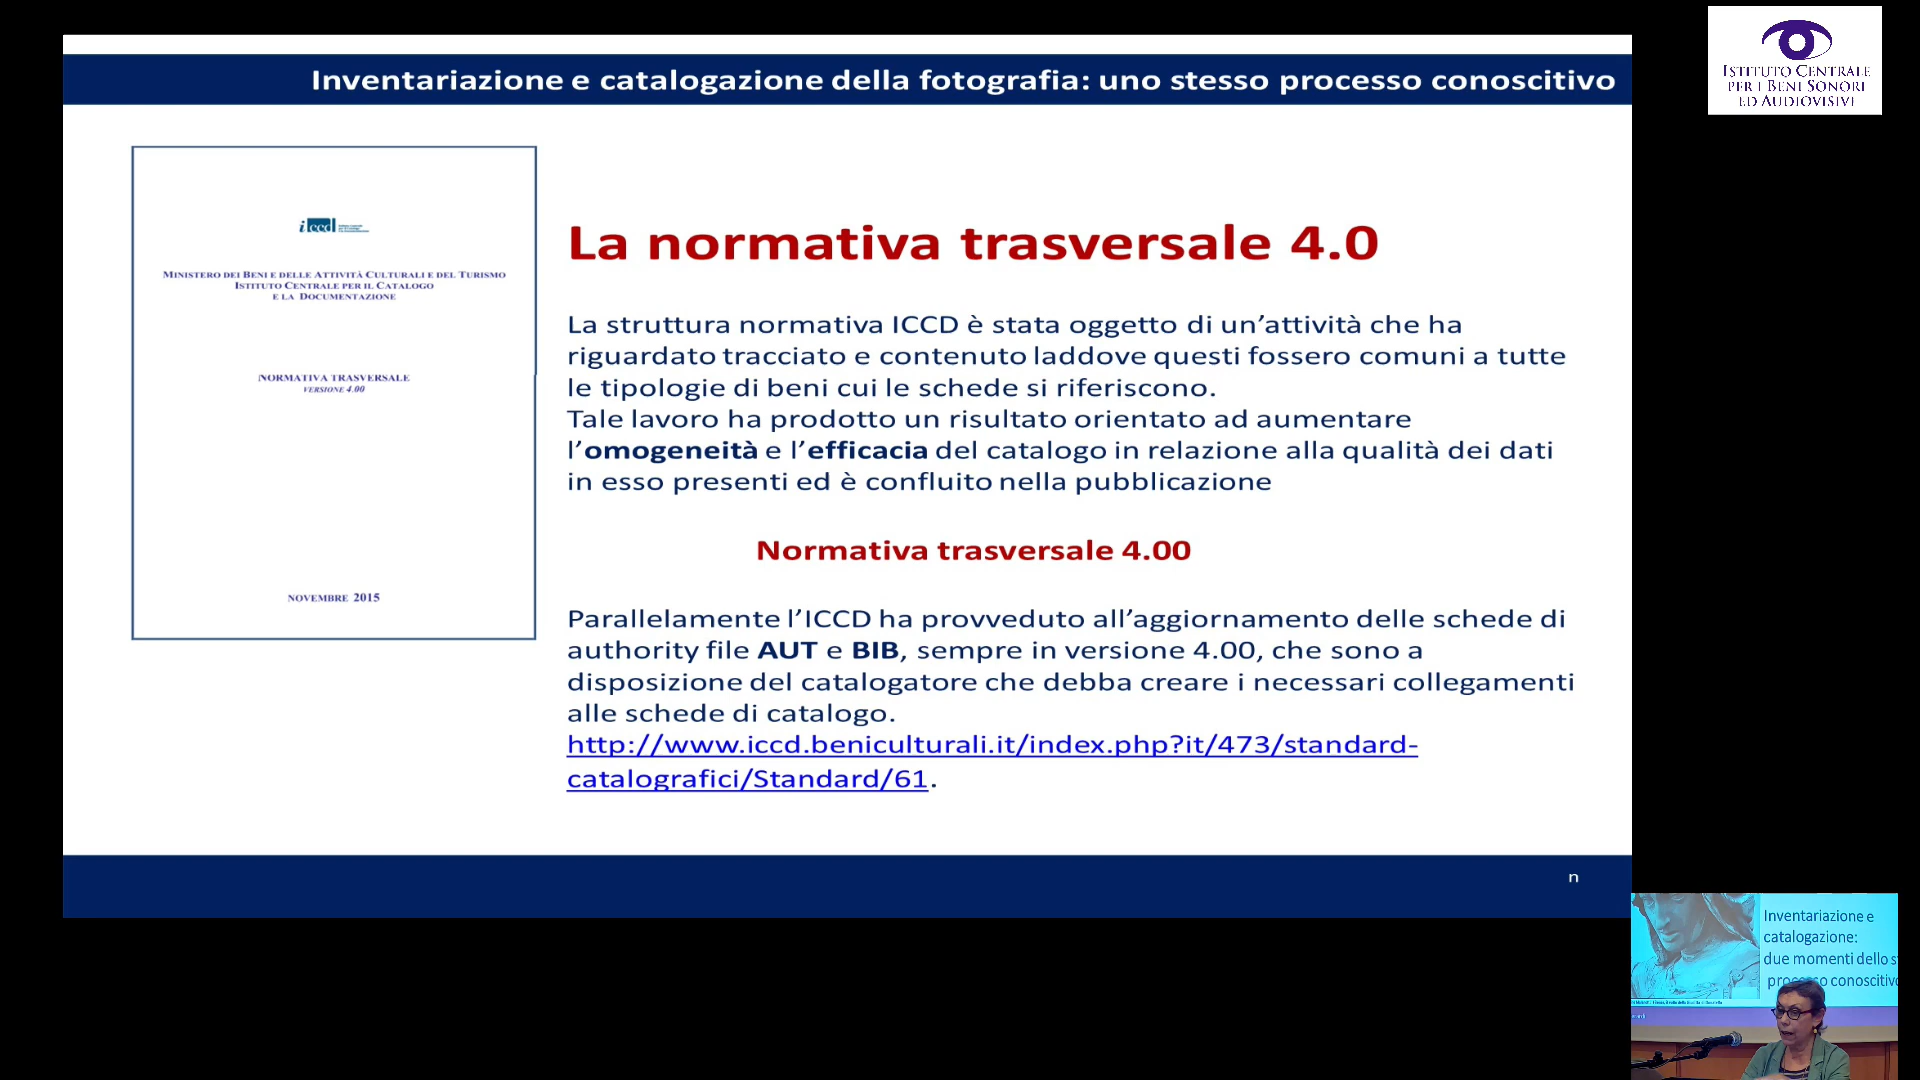 Inventariazione e catalogazione della fotografia: uno stesso processo conoscitivo
ISTITUTO CENTRALE
PER I BENI SONORI
ED AUDIOVISIVI
iccd
MINISTERO DEI BENI E DELLE ATTIVITÀ CULTURALI E DEL TURISMO
ISTITUTO CENTRALE PER IL CATALOGO
E LA DOCUMENTAZIONE
NORMATIVA TRASVERSALE
VERSIONE 4.00
NOVEMBRE 2015
La normativa trasversale 4.0
La struttura normativa ICCD è stata oggetto di un’attività che ha
riguardato tracciato e contenuto laddove questi fossero comuni a tutte
le tipologie di beni cui le schede si riferiscono.
Tale lavoro ha prodotto un risultato orientato ad aumentare
l’omogeneità e l’efficacia del catalogo in relazione alla qualità dei dati
in esso presenti ed è confluito nella pubblicazione
Normativa trasversale 4.00
Parallelamente l’ICCD ha provveduto all’aggiornamento delle schede di
authority file AUT e BIB, sempre in versione 4.00, che sono a
disposizione del catalogatore che debba creare i necessari collegamenti
alle schede di catalogo.
http://www.iccd.beniculturali.it/index.php?it/473/standard-
catalografici/Standard/61.
n
Inventariazione e
catalogazione:
due momenti dello s
processo conoscitivo